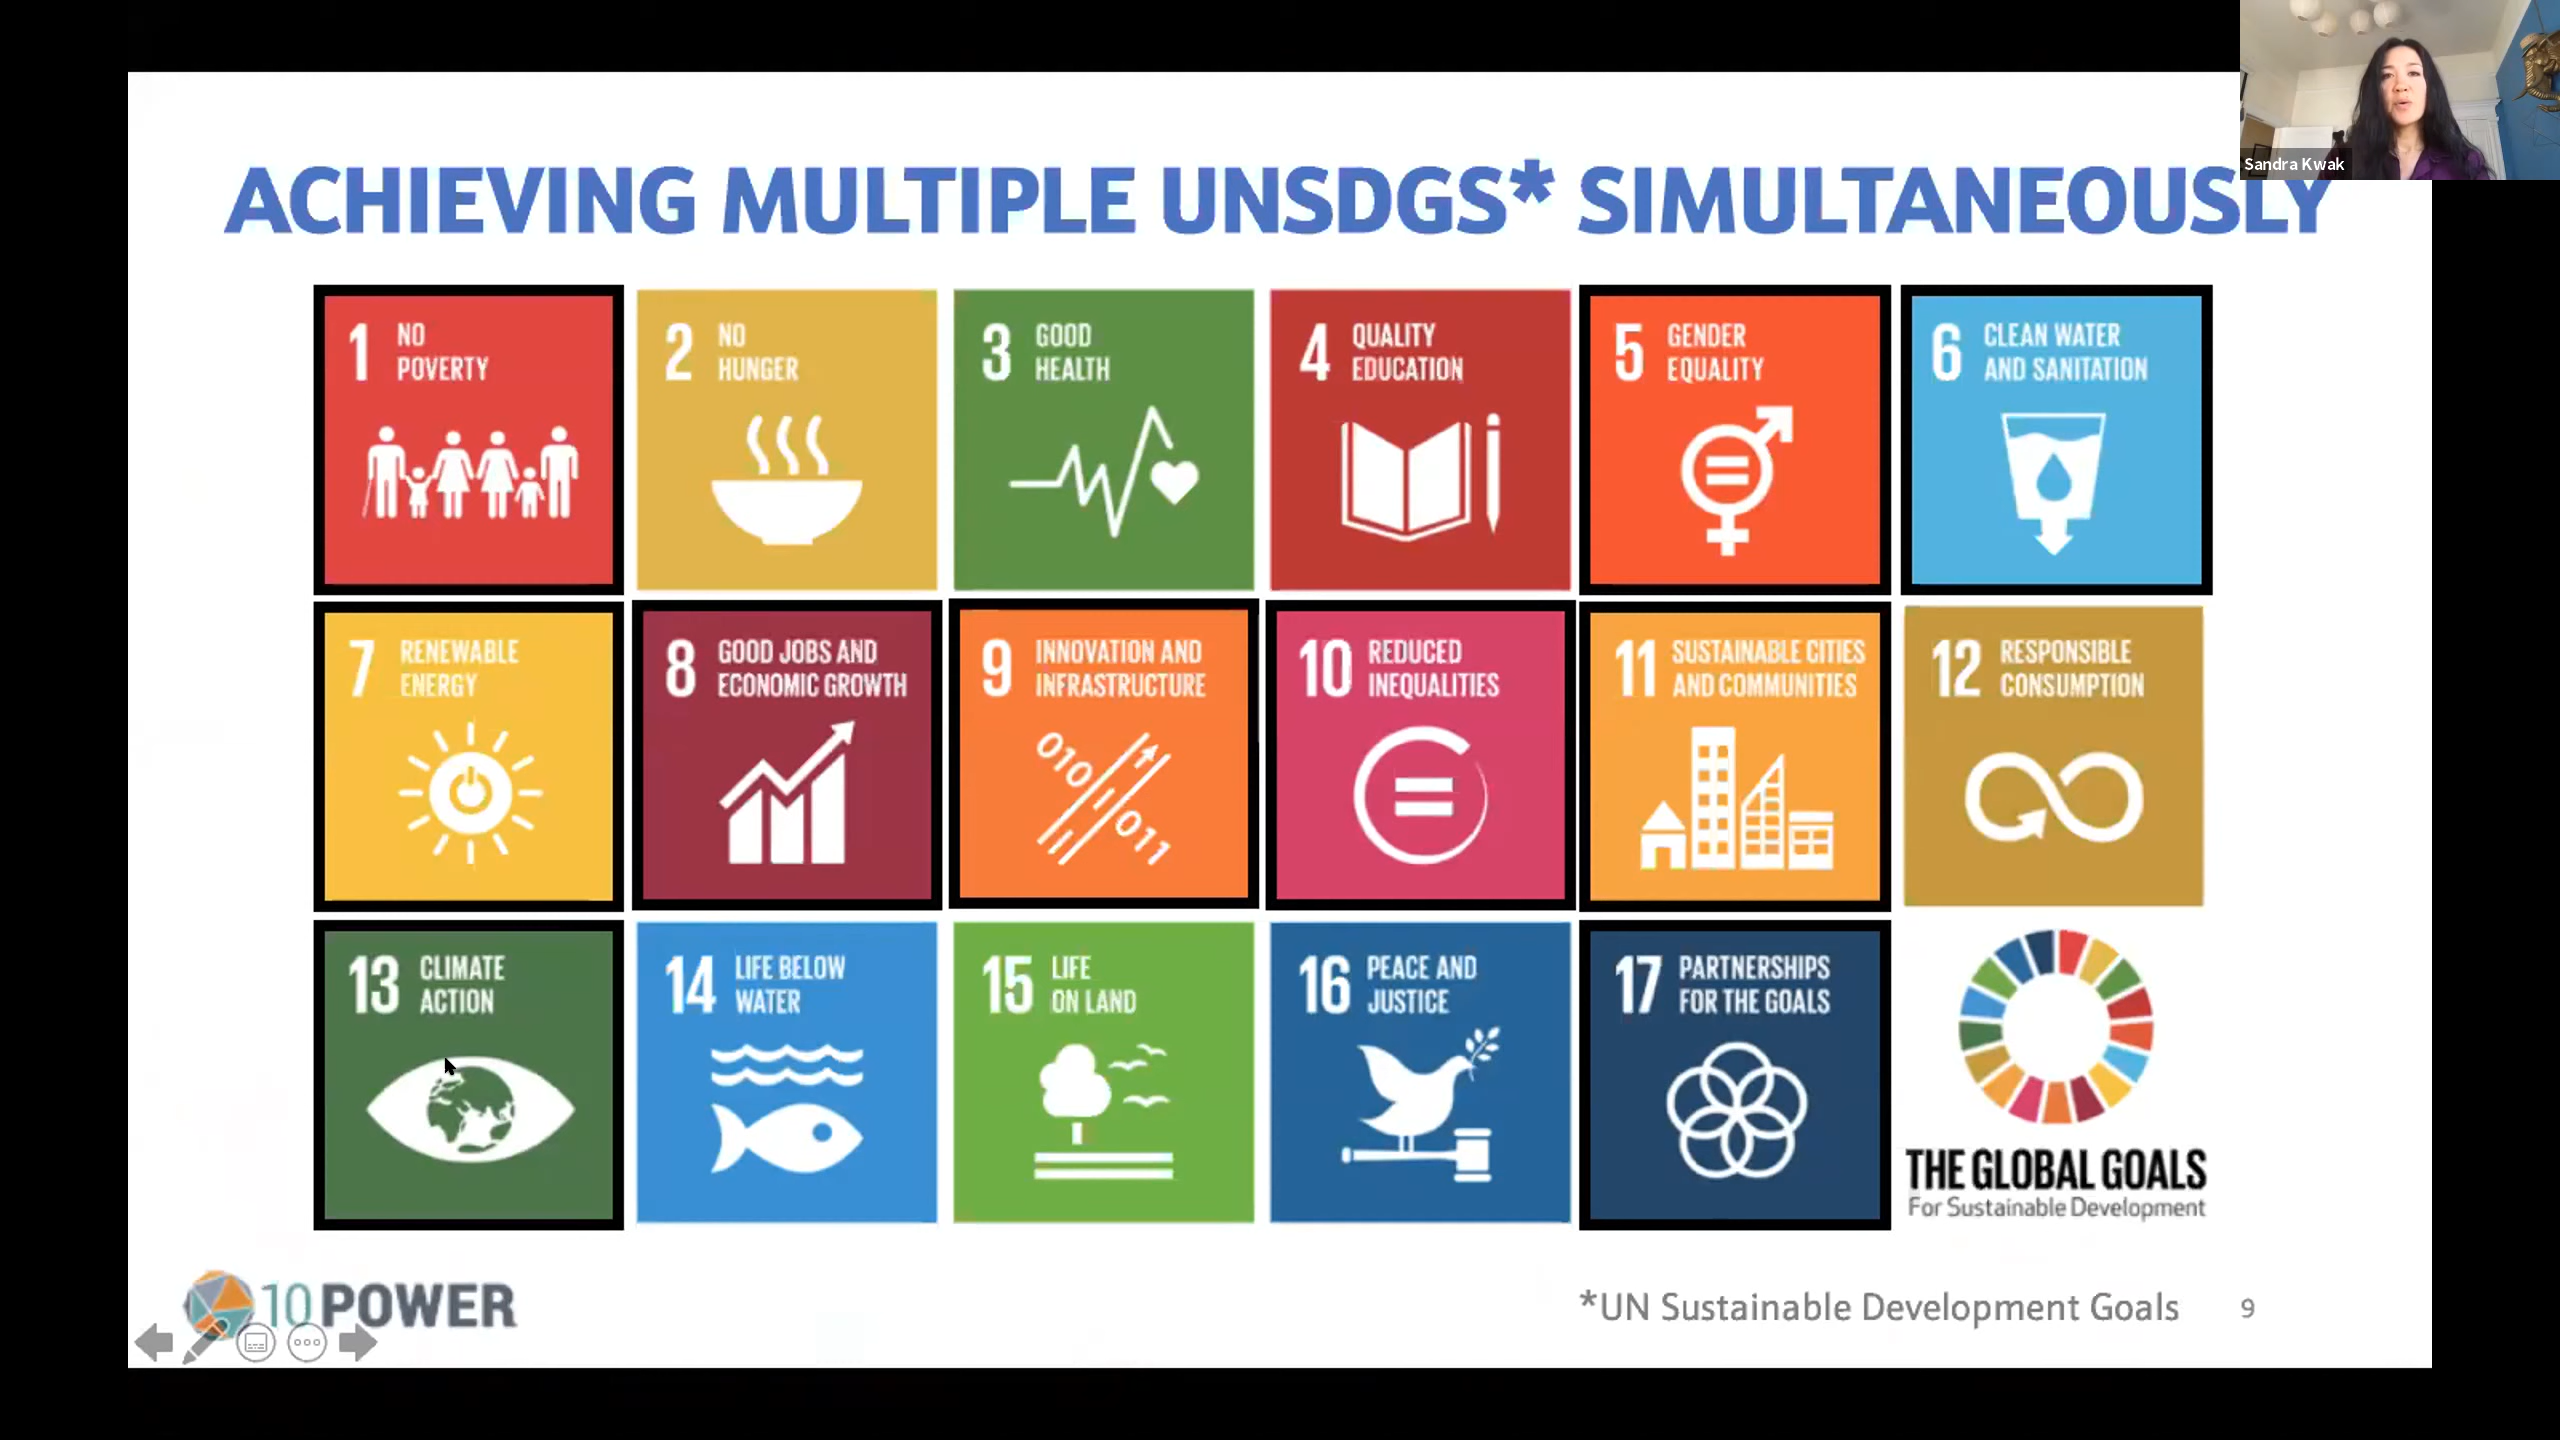 Sandra Kwak
ACHIEVING MULTIPLE UNSDGS* SIMULTANEOUSLY
1 NO
POVERTY
2 NO
HUNGER
3 GOOD
HEALTH
4 QUALITY
EDUCATION
5 GENDER
EQUALITY
6 CLEAN WATER
AND SANITATION
7 RENEWABLE
ENERGY
8 GOOD JOBS AND
ECONOMIC GROWTH
9 INNOVATION AND
INFRASTRUCTURE
010
011
10 REDUCED
INEQUALITIES
11 SUSTAINABLE CITIES
AND COMMUNITIES
12 RESPONSIBLE
CONSUMPTION
13 CLIMATE
ACTION
14 LIFE BELOW
WATER
15 LIFE
ON LAND
16 PEACE AND
JUSTICE
17 PARTNERSHIPS
FOR THE GOALS
THE GLOBAL GOALS
For Sustainable Development
10POWER
*UN Sustainable Development Goals
9